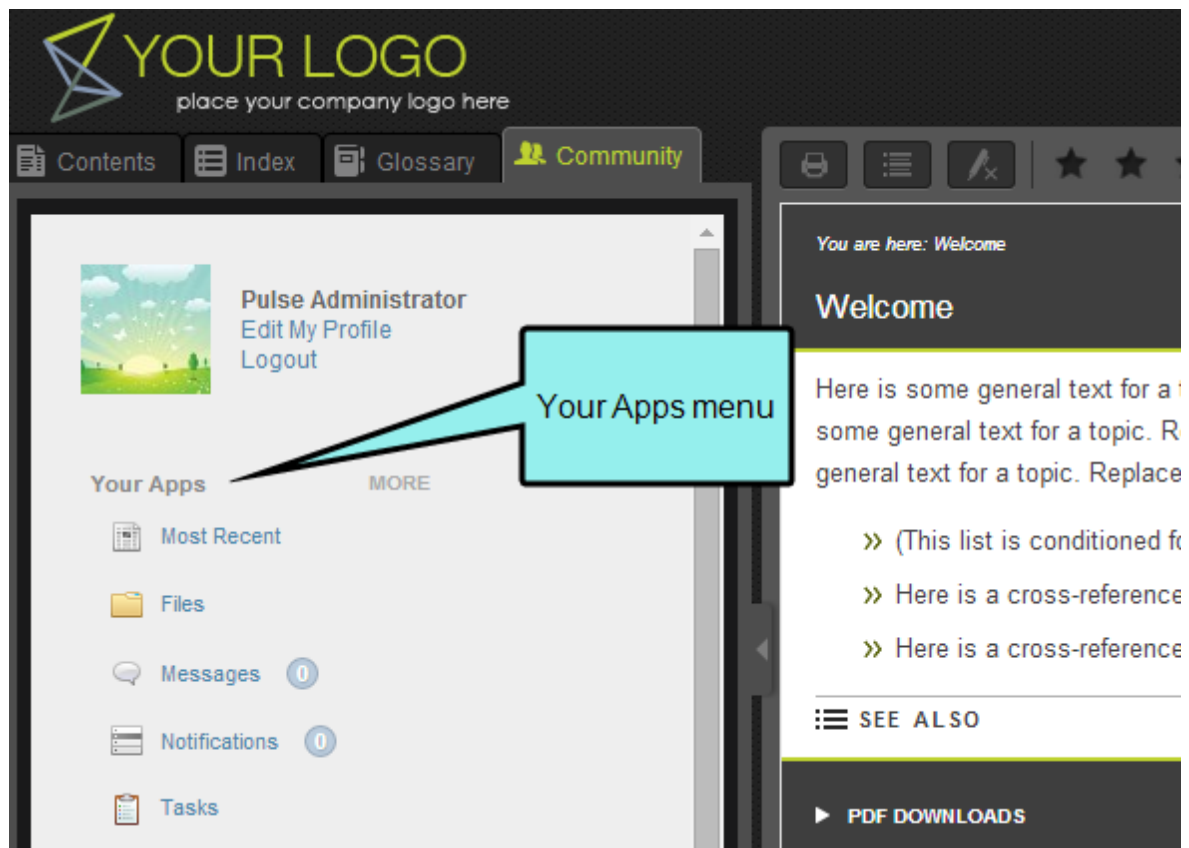 YOUR LOGO
place your company logo here
Contents
Index
Glossary
Community
Pulse Administrator
Edit My Profile
Logout
Your Apps menu
Your Apps
MORE
Most Recent
Files
Messages 0
Notifications 0
Tasks
You are here: Welcome
Welcome
Here is some general text for a
some general text for a topic.
general text for a topic. Replace
» (This list is conditioned
» Here is a cross-reference
» Here is a cross-reference
SEE ALSO
PDF DOWNLOADS